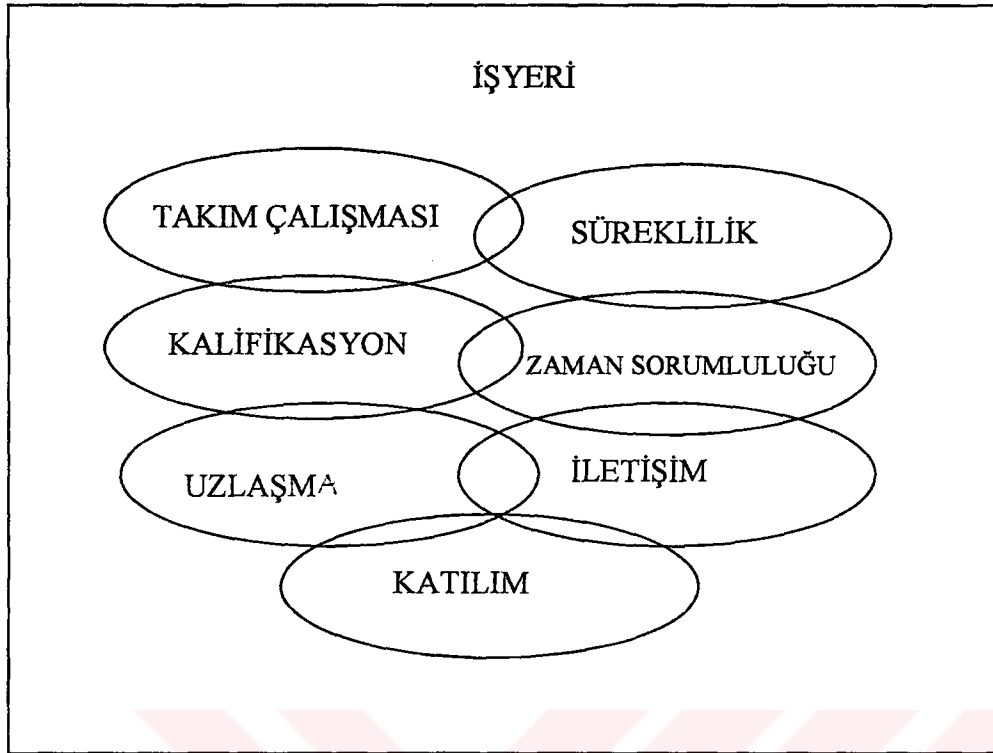 İŞYERİ
TAKIM ÇALIŞMASI
SÜREKLİLİK
KALİFİKASYON
ZAMAN SORUMLULUĞU
UZLAŞMA
İLETİŞİM
KATILIM